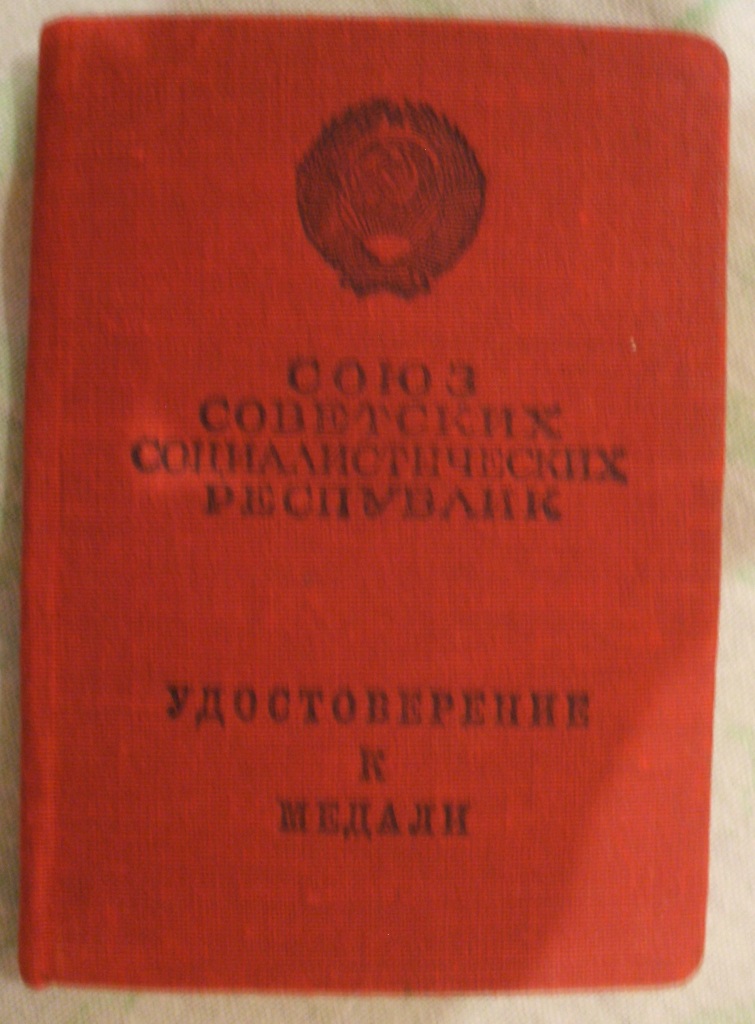 СОЮЗ
СОВЕТСКИХ
СОЦИАЛИСТИЧЕСКИХ
РЕСПУБЛИК
УДОСТОВЕРЕНИЕ
К
МЕДАЛИ